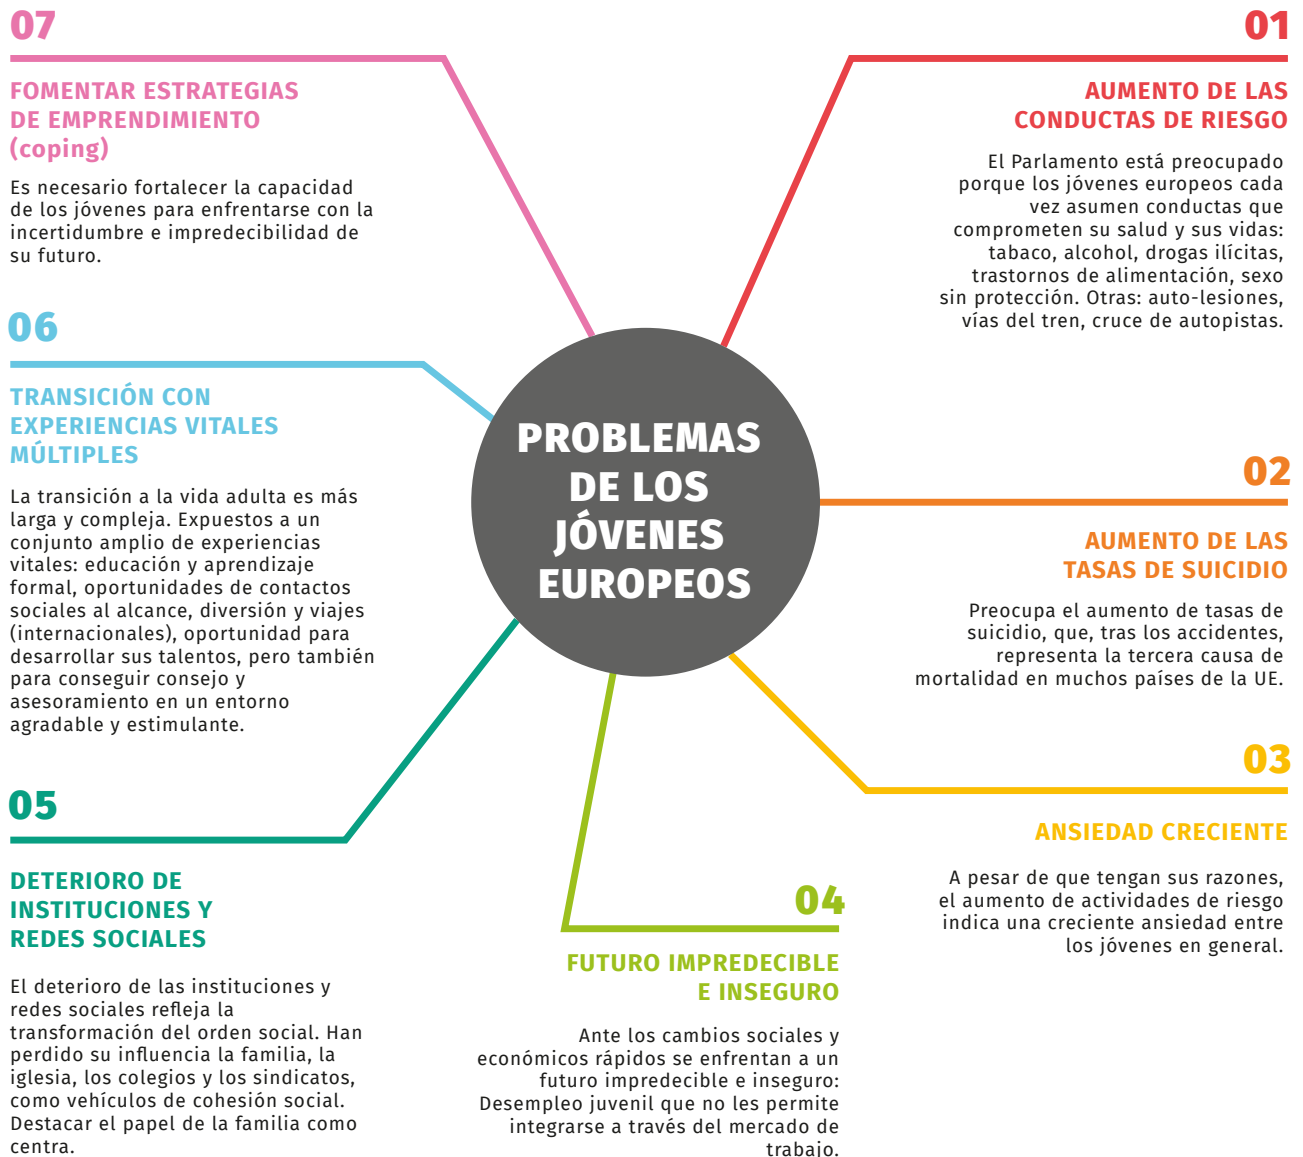 PROBLEMAS
DE LOS
JÓVENES
EUROPEOS
01
AUMENTO DE LAS
CONDUCTAS DE RIESGO
El Parlamento está preocupado
porque los jóvenes europeos cada
vez asumen conductas que
comprometen su salud y sus vidas:
tabaco, alcohol, drogas ilícitas,
trastornos de alimentación, sexo
sin protección. Otras: auto-lesiones,
vías del tren, cruce de autopistas.
02
AUMENTO DE LAS
TASAS DE SUICIDIO
Preocupa el aumento de tasas de
suicidio, que, tras los accidentes,
representa la tercera causa de
mortalidad en muchos países de la UE.
03
ANSIEDAD CRECIENTE
A pesar de que tengan sus razones,
el aumento de actividades de riesgo
indica una creciente ansiedad entre
los jóvenes en general.
04
FUTURO IMPREDECIBLE
E INSEGURO
Ante los cambios sociales y
económicos rápidos se enfrentan a un
futuro impredecible e inseguro:
Desempleo juvenil que no les permite
integrarse a través del mercado de
trabajo.
05
DETERIORO DE
INSTITUCIONES Y
REDES SOCIALES
El deterioro de las instituciones y
redes sociales refleja la
transformación del orden social. Han
perdido su influencia la familia, la
iglesia, los colegios y los sindicatos,
como vehículos de cohesión social.
Destacar el papel de la familia como
centra.
06
TRANSICIÓN CON
EXPERIENCIAS VITALES
MÚLTIPLES
La transición a la vida adulta es más
larga y compleja. Expuestos a un
conjunto amplio de experiencias
vitales: educación y aprendizaje
formal, oportunidades de contactos
sociales al alcance, diversión y viajes
(internacionales), oportunidad para
desarrollar sus talentos, pero también
para conseguir consejo y
asesoramiento en un entorno
agradable y estimulante.
07
FOMENTAR ESTRATEGIAS
DE EMPRENDIMIENTO
(coping)
Es necesario fortalecer la capacidad
de los jóvenes para enfrentarse con la
incertidumbre e impredecibilidad de
su futuro.